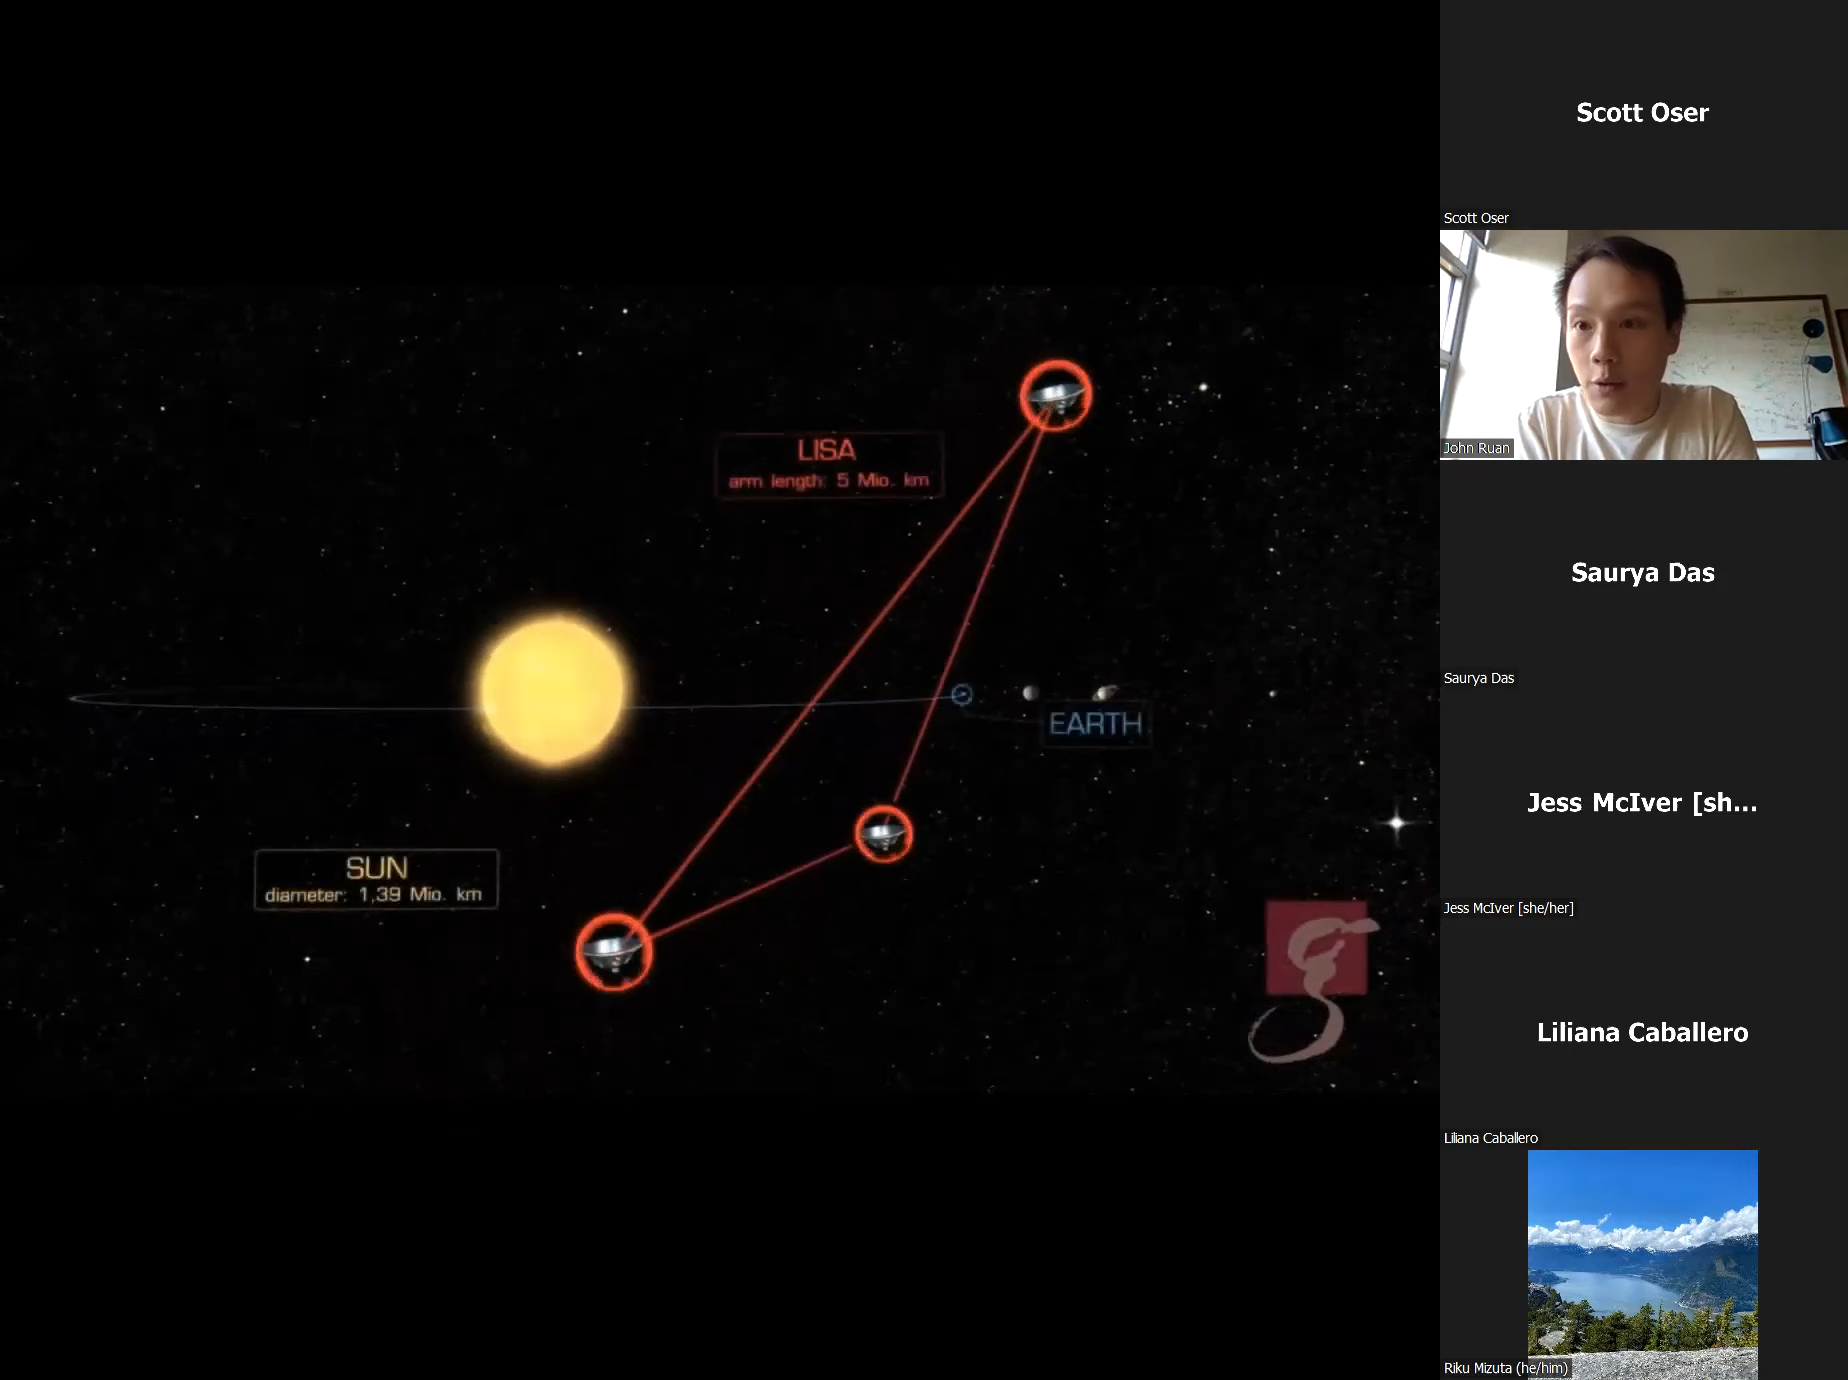 LISA
arm length: 5 Mio. km
EARTH
SUN
diameter: 1,39 Mio. km
Scott Oser
Scott Oser
John Ruan
Saurya Das
Saurya Das
Jess McIver [sh...
Jess McIver [she/her]
Liliana Caballero
Liliana Caballero
Riku Mizuta (he/him)